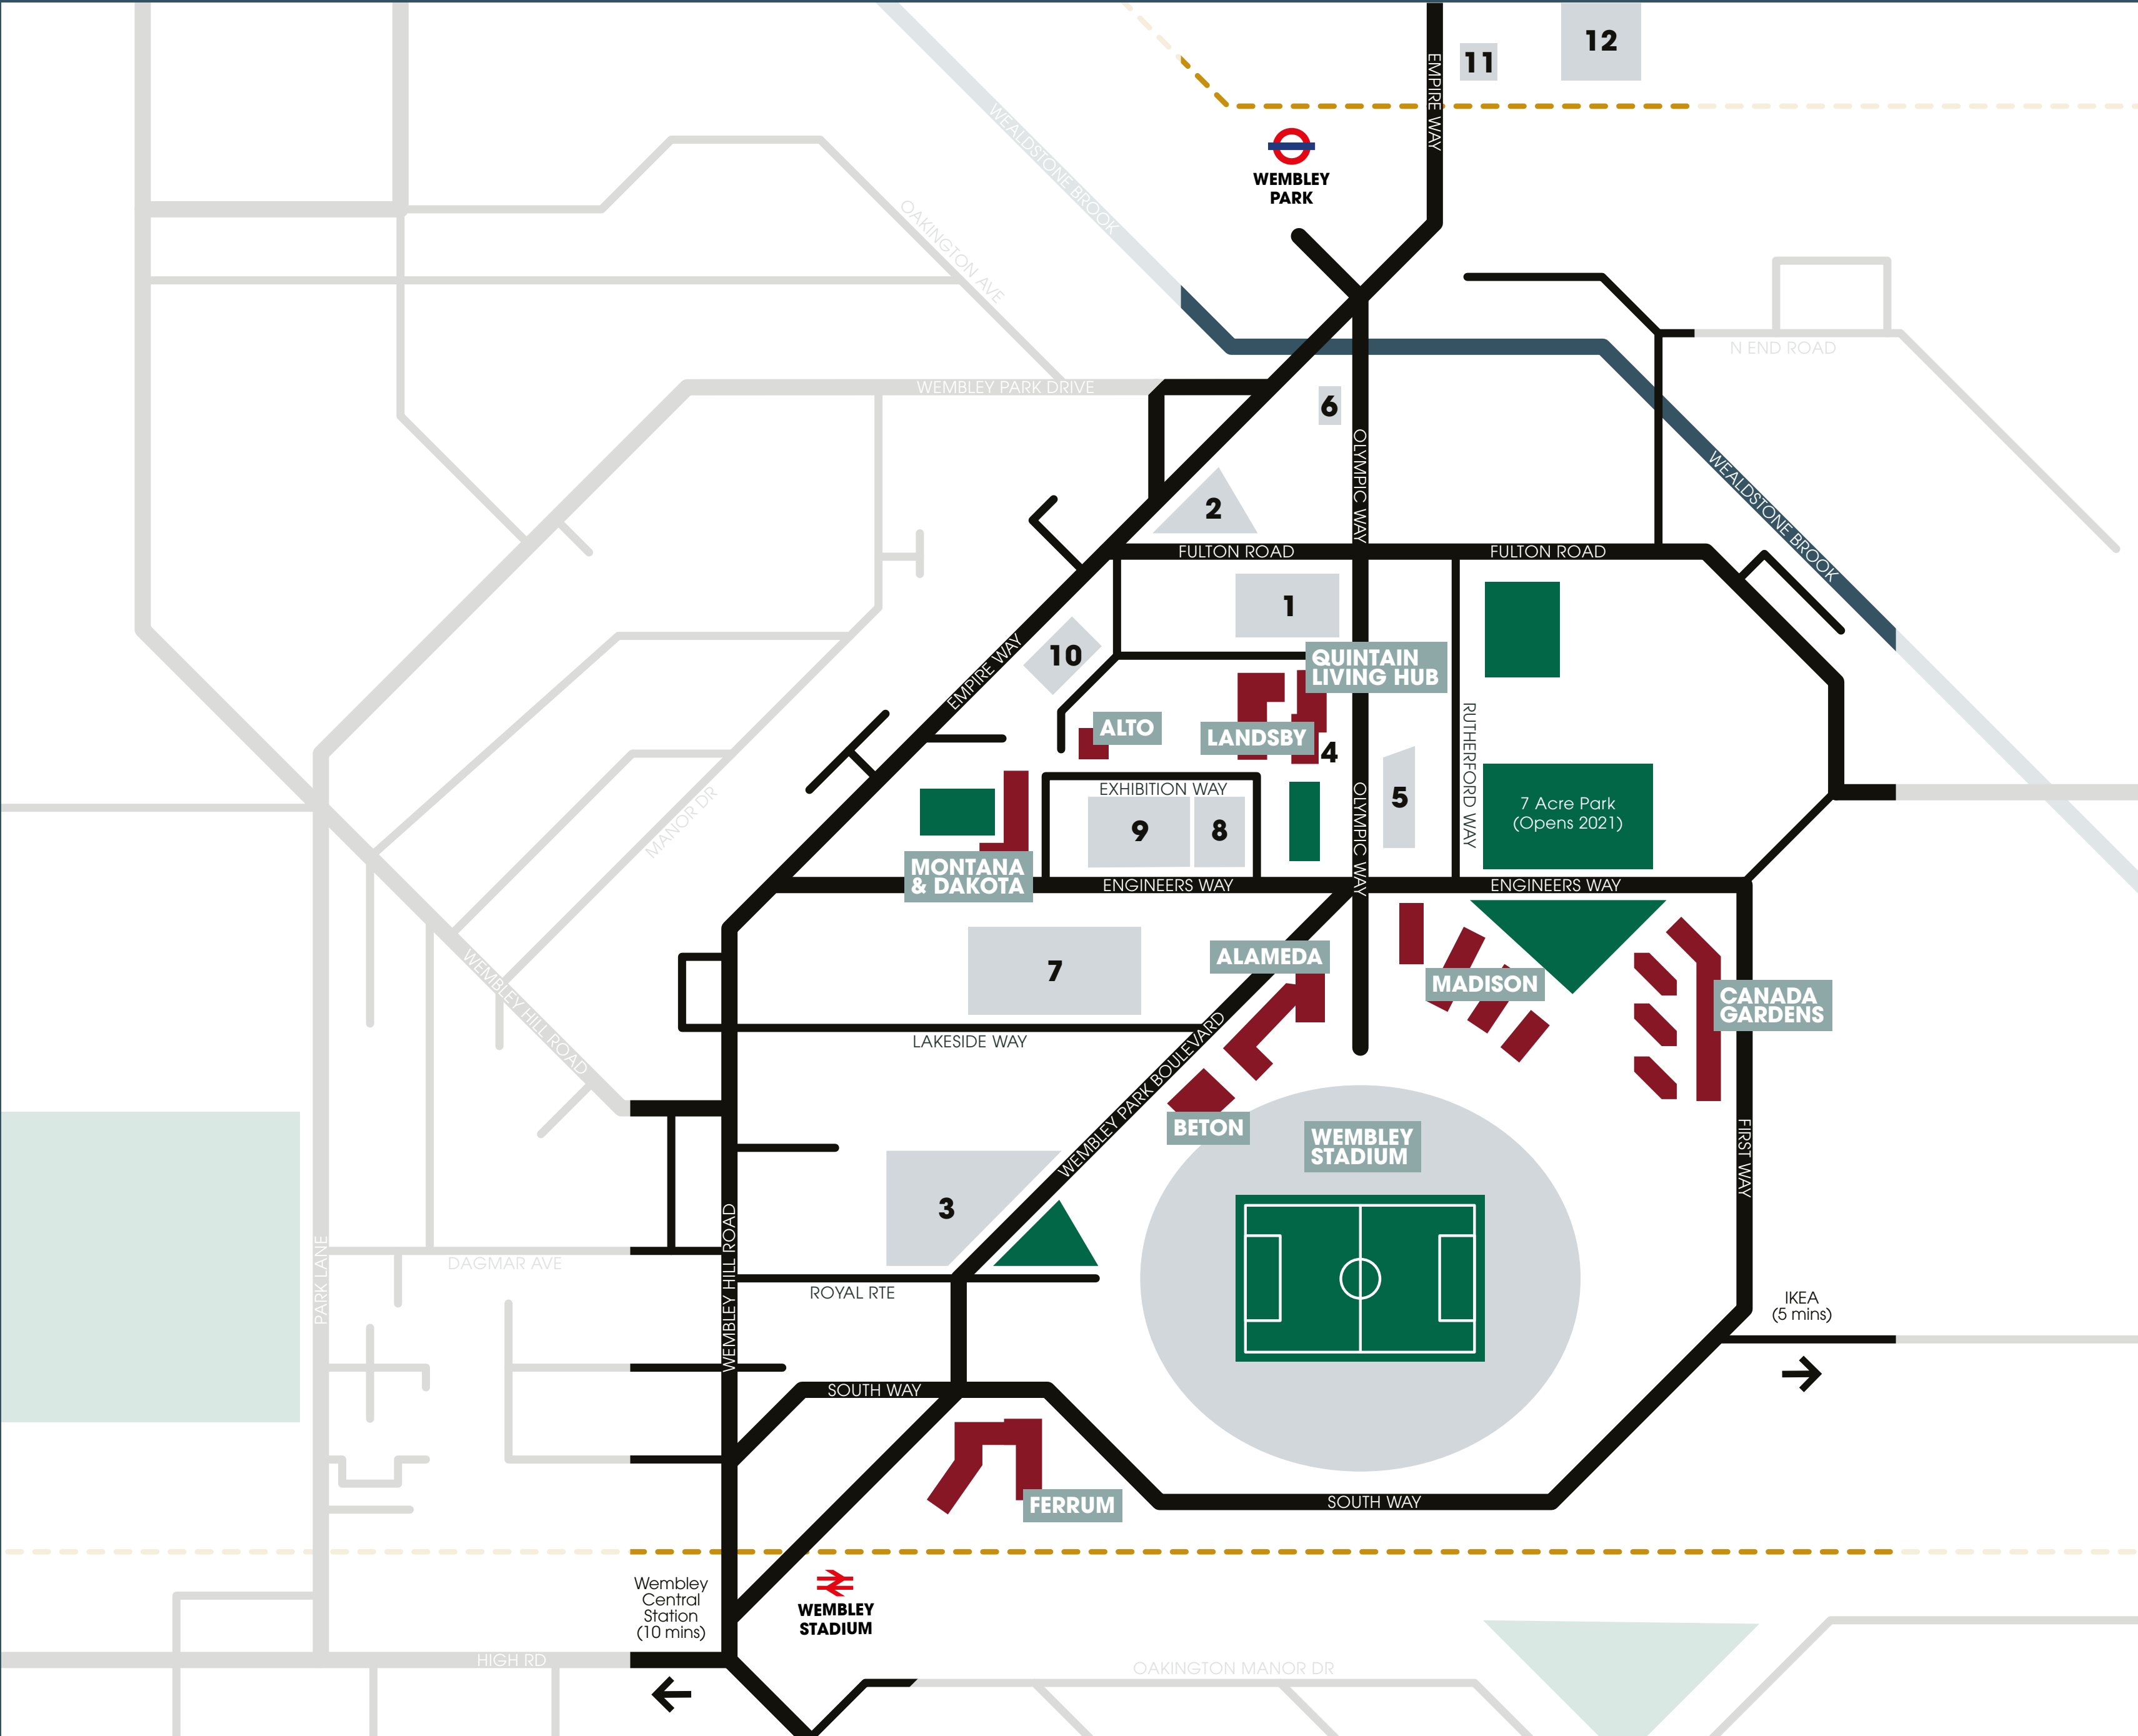 12
11
EMPIRE WAY
WEALDSTONE BROOK
WEMBLEY
PARK
OAKINGTON AVE
N END ROAD
WEMBLEY PARK DRIVE
6
OLYMPIC WAY
WEALDSTONE BROOK
2
FULTON ROAD
FULTON ROAD
1
10
EMPIRE WAY
QUINTAIN
LIVING HUB
ALTO
LANDSBY
4
RUTHERFORD WAY
EXHIBITION WAY
9
8
OLYMPIC WAY
5
7 Acre Park
(Opens 2021)
MANOR DR
MONTANA
& DAKOTA
ENGINEERS WAY
ENGINEERS WAY
WEMBLEY HILL ROAD
7
ALAMEDA
MADISON
CANADA
GARDENS
LAKESIDE WAY
WEMBLEY PARK BOULEVARD
BETON
WEMBLEY
STADIUM
FIRST WAY
3
PARK LANE
DAGMAR AVE
WEMBLEY HILL ROAD
ROYAL RTE
IKEA
(5 mins)
SOUTH WAY
FERRUM
SOUTH WAY
Wembley
Central
Station
(10 mins)
WEMBLEY
STADIUM
HIGH RD
OAKINGTON MANOR DR